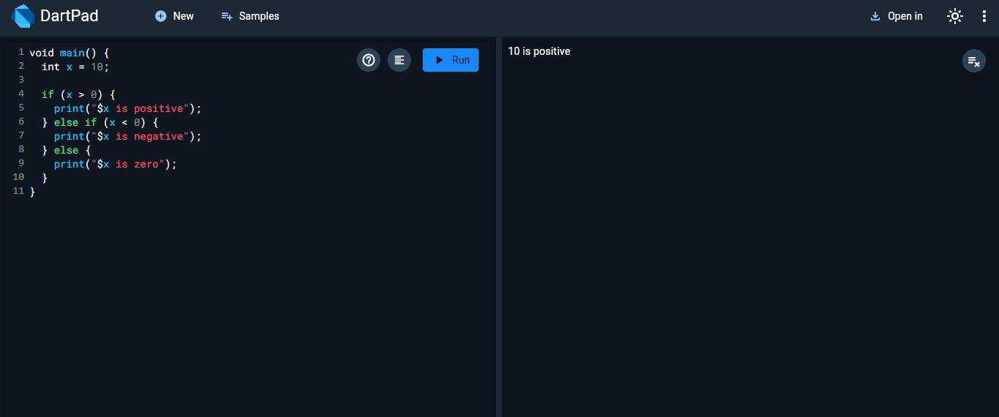 DartPad New Samples Open in
1 void main() {
2   int x = 10;
3
4   if (x > 0) {
5     print("$x is positive");
6   } else if (x < 0) {
7     print("$x is negative");
8   } else {
9     print("$x is zero");
10   }
11 }
Run
10 is positive